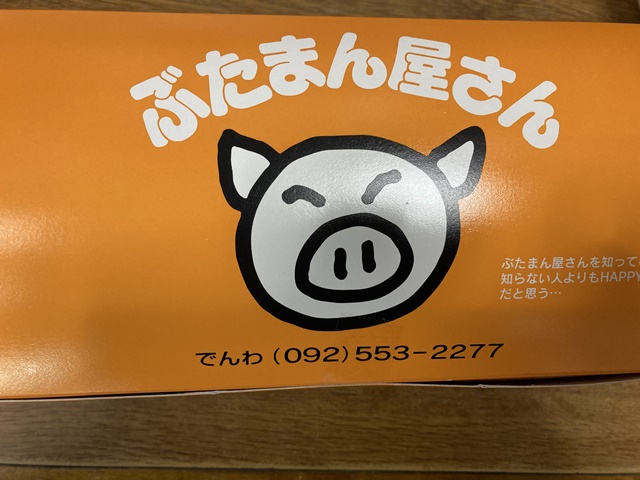 ぶたまん屋さん
ぶたまん屋さんを知って
知らない人よりもHAPPY
だと思う…
でんわ（092）553-2277